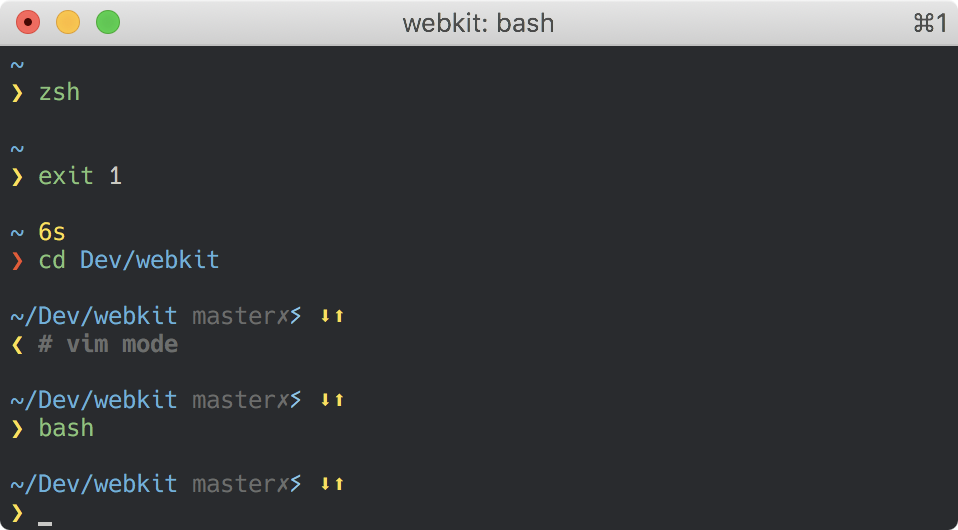 webkit: bash ⌘1
~
❯ zsh
~
❯ exit 1
~ 6s
❯ cd Dev/webkit
~/Dev/webkit master✗⚡ ⬇⬆
❮ # vim mode
~/Dev/webkit master✗⚡ ⬇⬆
❯ bash
~/Dev/webkit master✗⚡ ⬇⬆
❯ _